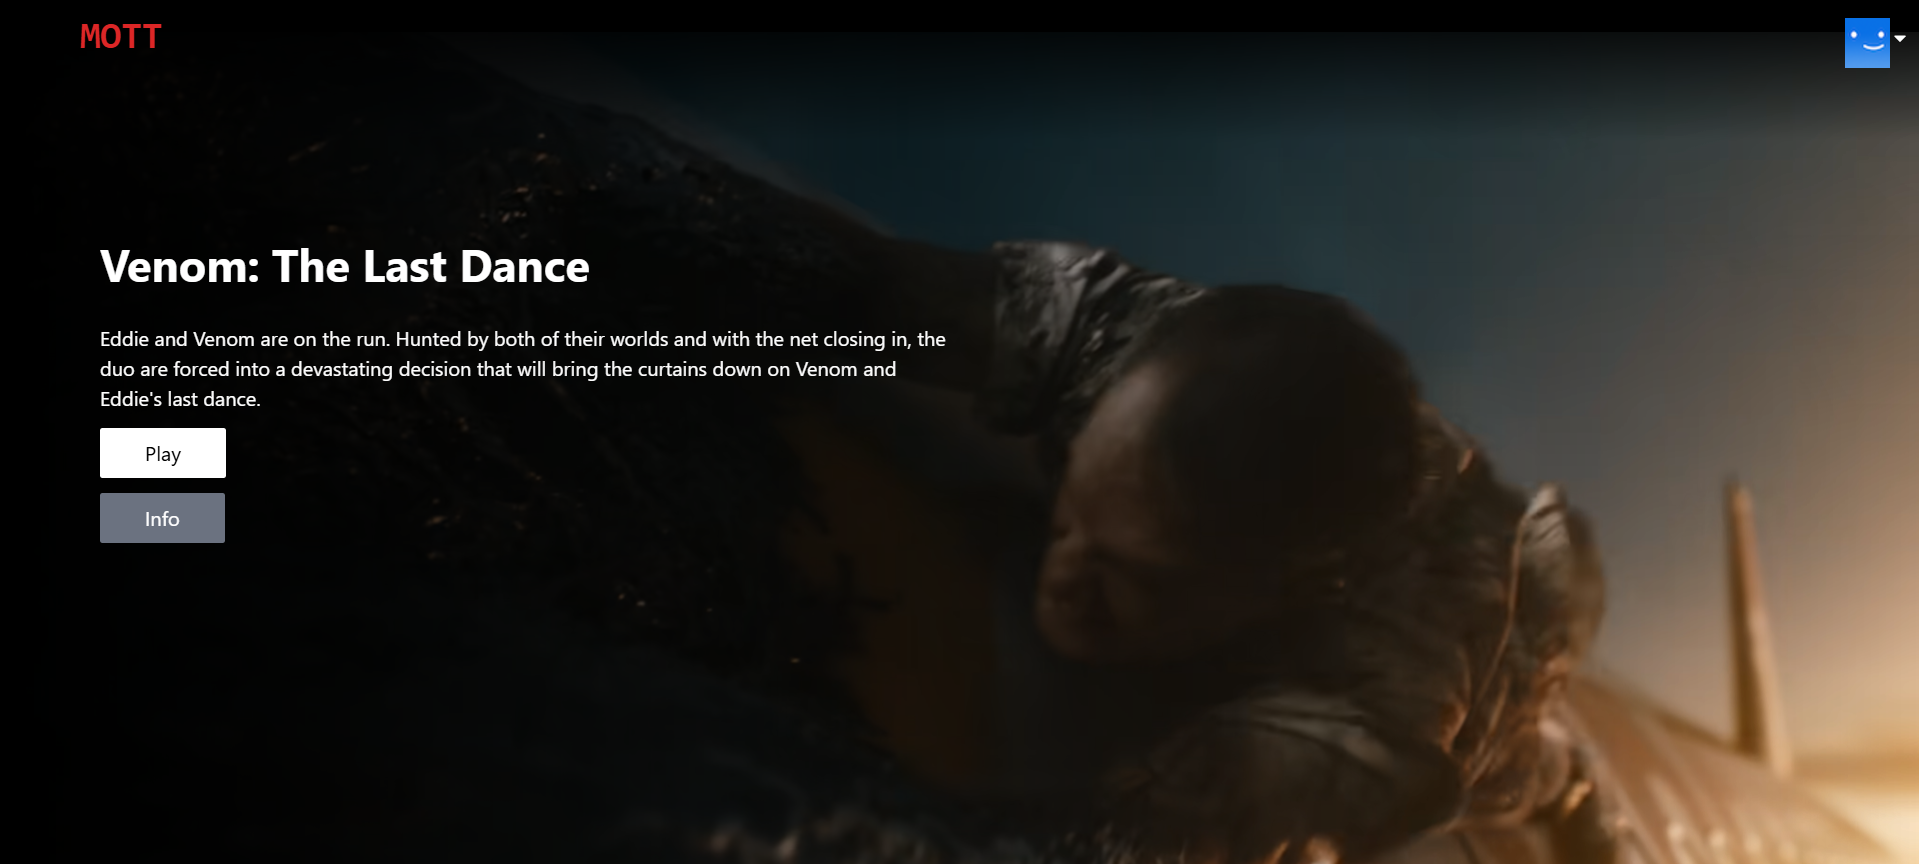 MOTT
Venom: The Last Dance
Eddie and Venom are on the run. Hunted by both of their worlds and with the net closing in, the
duo are forced into a devastating decision that will bring the curtains down on Venom and
Eddie's last dance.
Play
Info